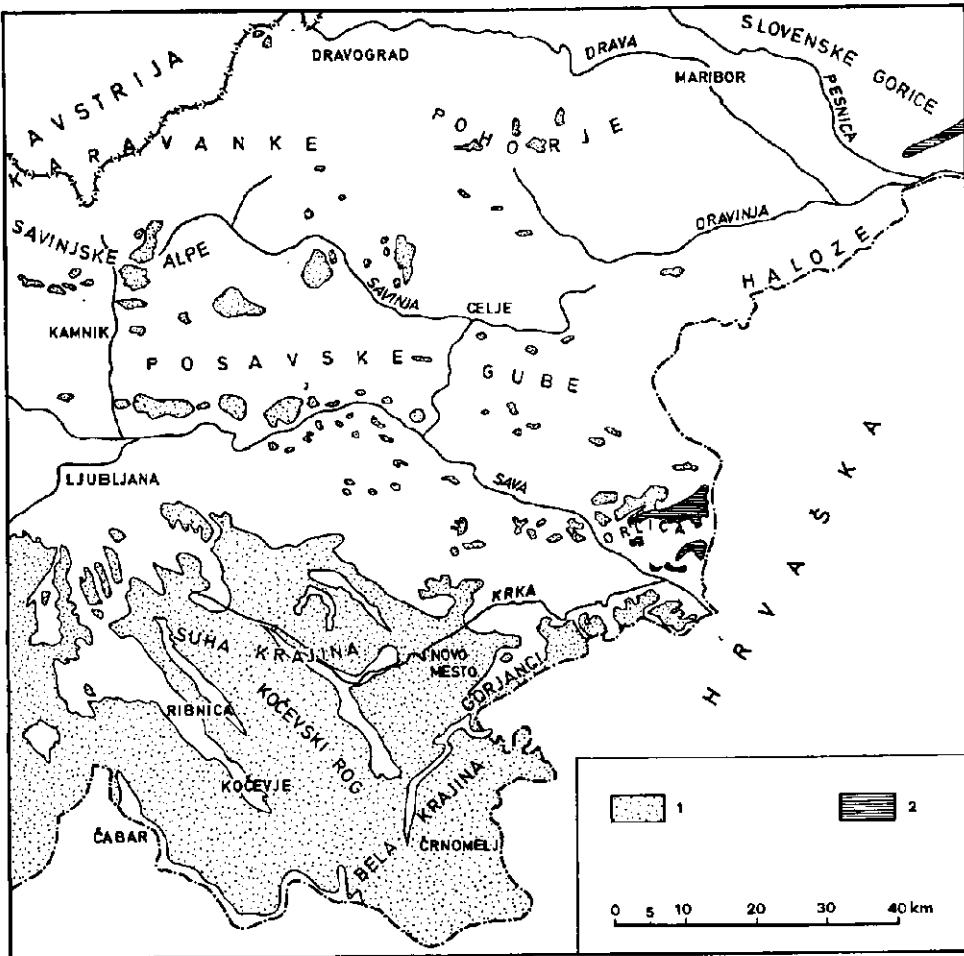 SLOVENSKE GORICE
AVSTRIJA
DRAVOGRAD
DRAVA
MARIBOR
PESNICA
KARAVANKE
POHORJE
SAVINJSKE ALPE
DRAVINJA
HALOZE
SAVINJA
CELJE
KAMNIK
POSAVSKE GUBE
LJUBLJANA
SAVA
ORLICA
HRVAŠKA
KRKA
SUHA KRAJINA
NOVO
MESTO
GORJANCI
RIBNICA
KOČEVSKI ROG
KOČEVJE
BELA KRAJINA
ČABAR
ČRNOMELJ
1
2
0 5 10 20 30 40 km